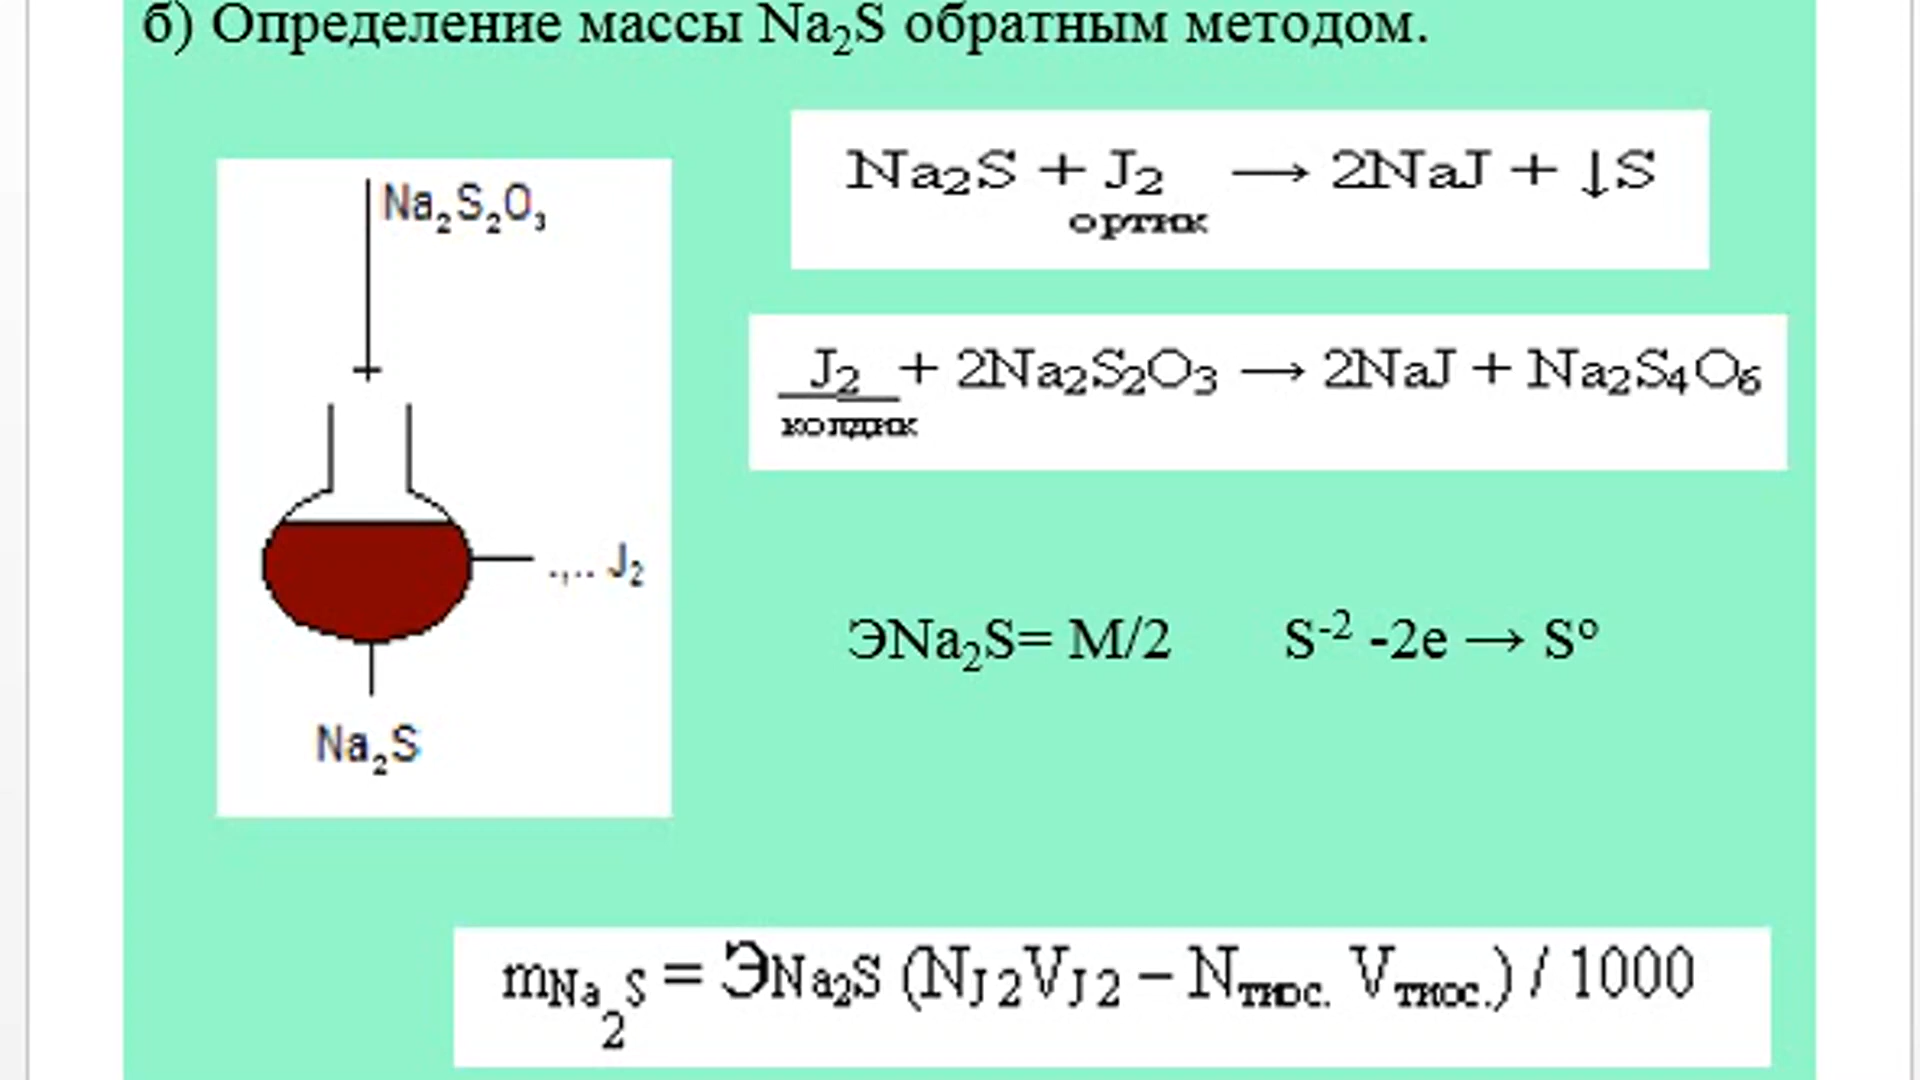 б) Определение массы Na₂S обратным методом.
Na₂S₂O₃
.,.. J₂
Na₂S
Na₂S + J₂ → 2NaJ + ↓S
ортик
J₂ + 2Na₂S₂O₃ → 2NaJ + Na₂S₄O₆
колдик
ЭNa₂S= M/2 S⁻² -2e → Sº
mNa₂S = ЭNa₂S (NJ₂VJ₂ – Nтиос. Vтиос.) / 1000